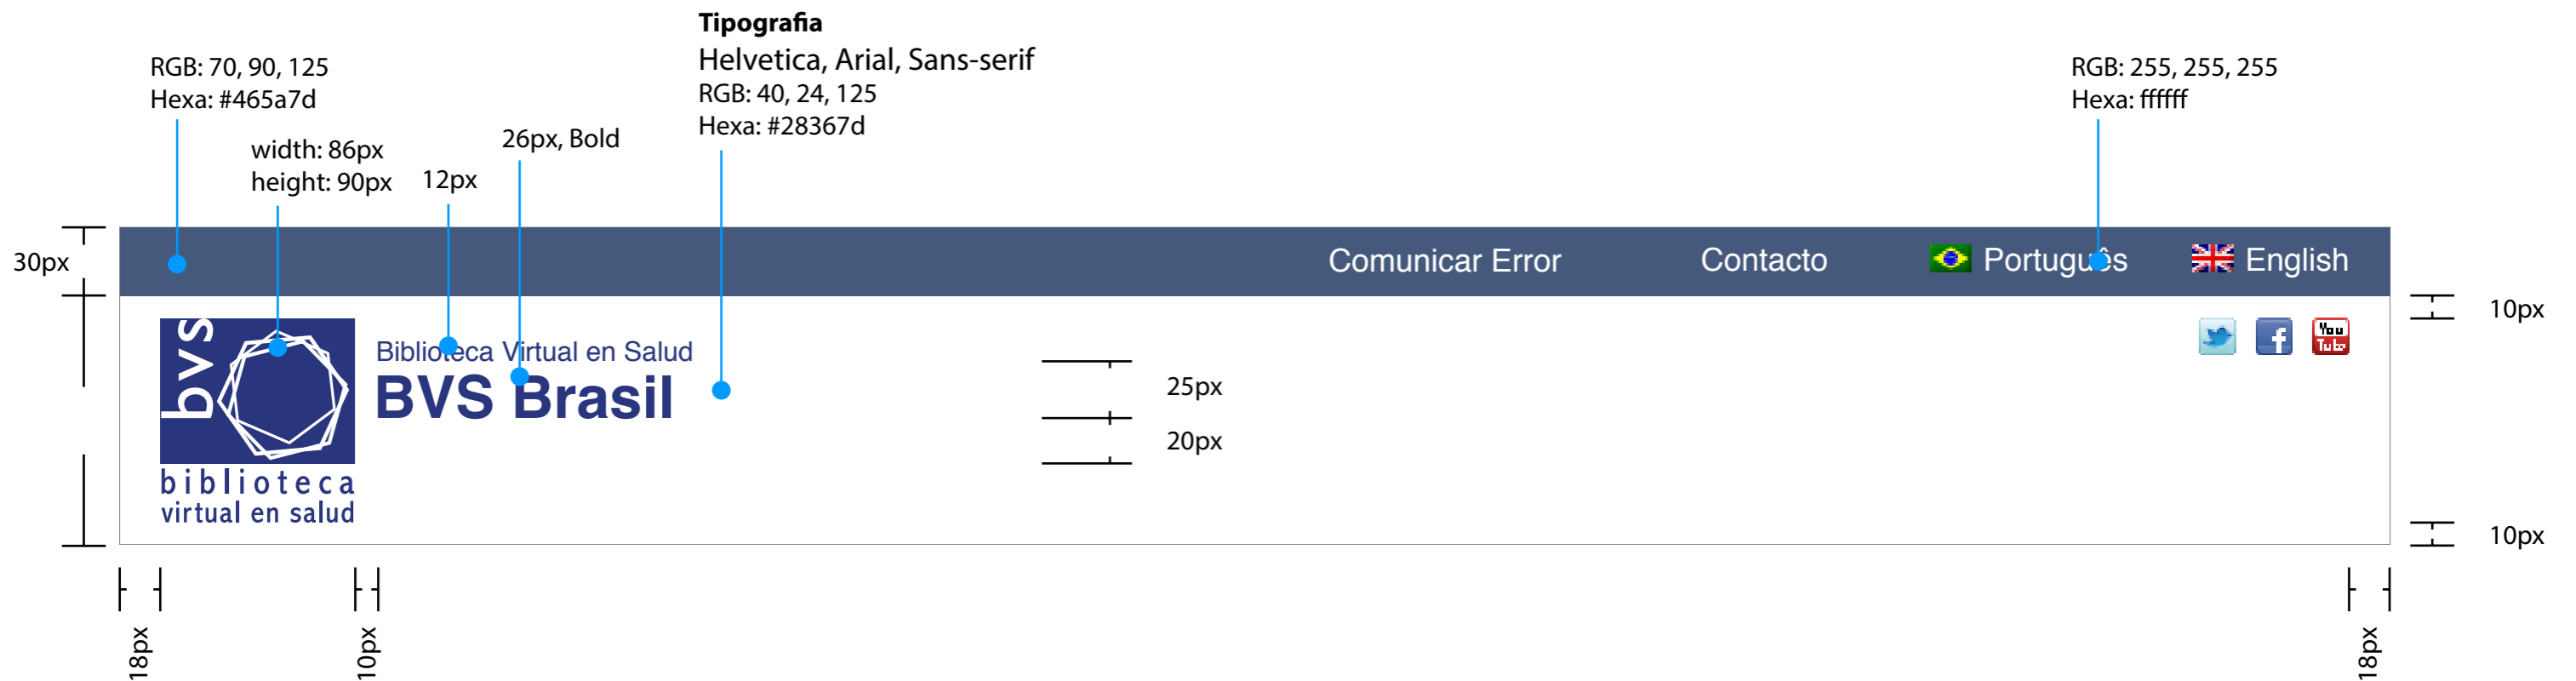 Tipografia
Helvetica, Arial, Sans-serif
RGB: 40, 24, 125
Hexa: #28367d
RGB: 70, 90, 125
Hexa: #465a7d
RGB: 255, 255, 255
Hexa: ffffff
26px, Bold
width: 86px
height: 90px
12px
30px
Comunicar Error
Contacto
Português
English
10px
You
Tube
bvs
Biblioteca Virtual en Salud
BVS Brasil
25px
20px
biblioteca
virtual en salud
10px
18px
10px
18px